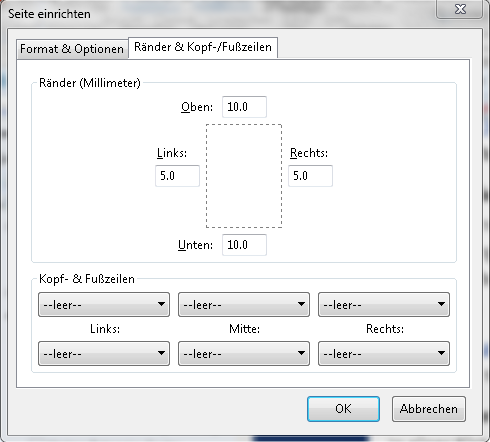 Seite einrichten
Format & Optionen
Ränder & Kopf-/Fußzeilen
Ränder (Millimeter)
Oben: 10.0
Links: Rechts:
5.0 5.0
Unten: 10.0
Kopf- & Fußzeilen
--leer-- --leer-- --leer--
Links: Mitte: Rechts:
--leer-- --leer-- --leer--
OK Abbrechen